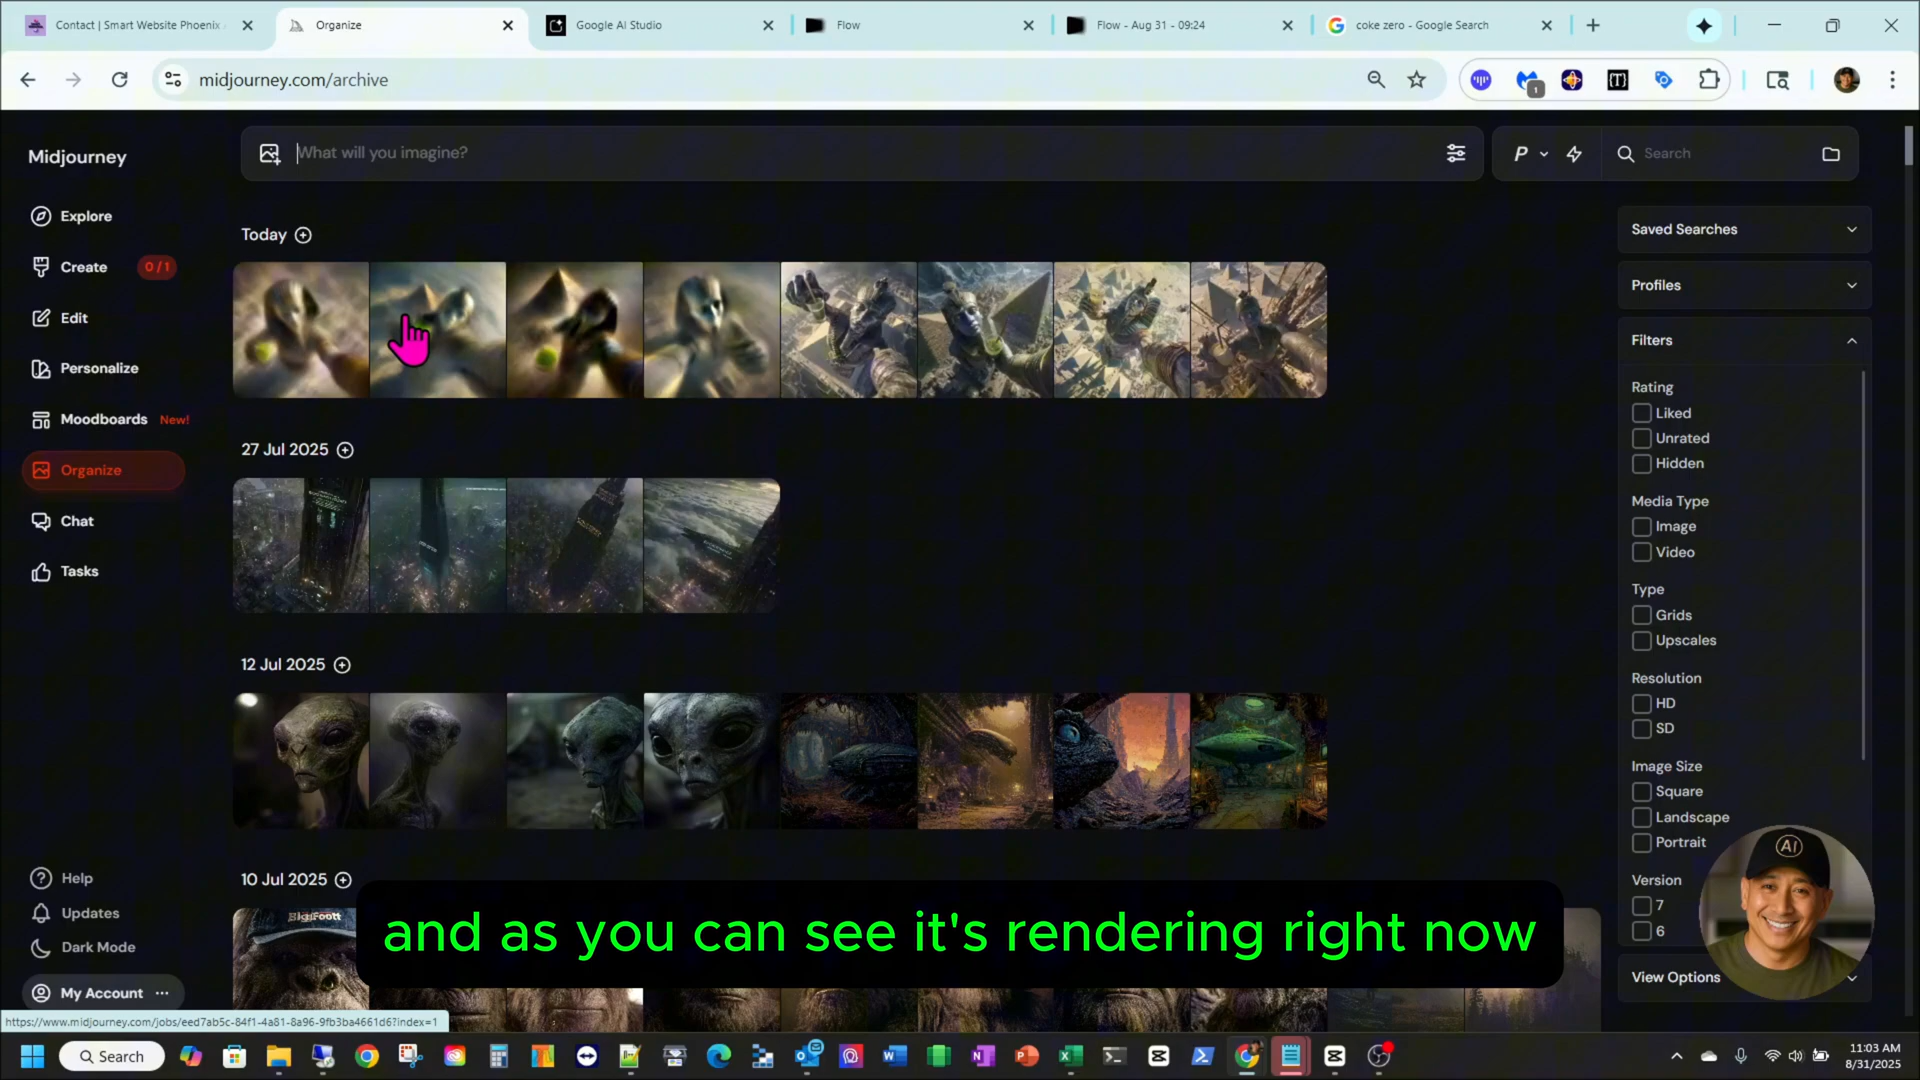 Contact | Smart Website Phoenix
Organize
Google AI Studio
Flow
Flow - Aug 31 - 09:24
coke zero - Google Search
midjourney.com/archive
1
Midjourney
What will you imagine?
P
Search
Explore
Create
0 / 1
Edit
Personalize
Moodboards New!
Organize
Chat
Tasks
Today
27 Jul 2025
12 Jul 2025
10 Jul 2025
Saved Searches
Profiles
Filters
Rating
Liked
Unrated
Hidden
Media Type
Image
Video
Type
Grids
Upscales
Resolution
HD
SD
Image Size
Square
Landscape
Portrait
Version
7
6
View Options
AI
BigFoott
and as you can see it's rendering right now
Help
Updates
Dark Mode
My Account
https://www.midjourney.com/jobs/eed7ab5c-84f1-4a81-8a96-9fb3ba4661d6?index=1
Search
11:03 AM
8/31/2025